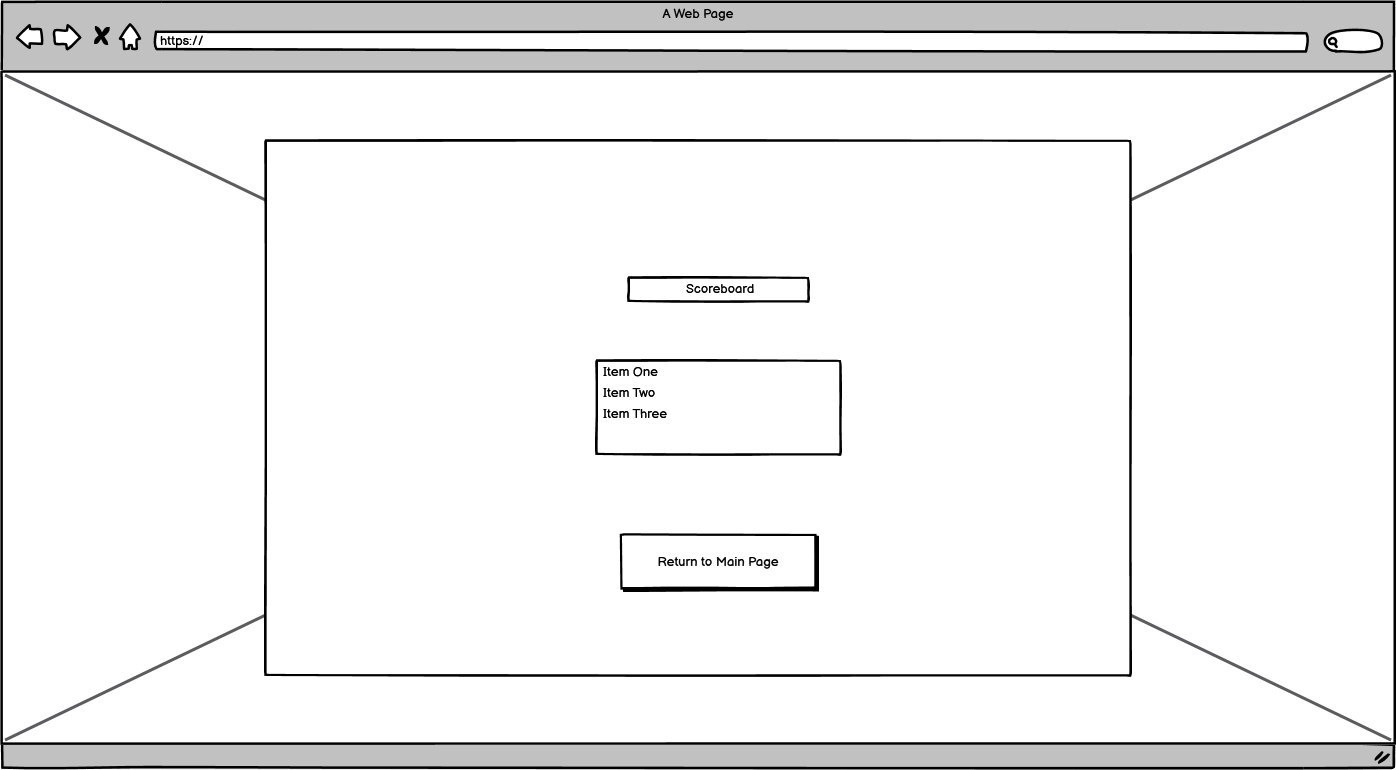 A Web Page
https://
Scoreboard
Item One
Item Two
Item Three
Return to Main Page